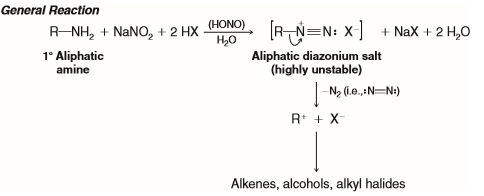 General Reaction
R—NH₂ + NaNO₂ + 2 HX (HONO) H₂O [R—N⁺≡N: X⁻] + NaX + 2 H₂O
1° Aliphatic amine
Aliphatic diazonium salt
(highly unstable)
−N₂ (i.e., :N≡N:)
R⁺ + X⁻
Alkenes, alcohols, alkyl halides